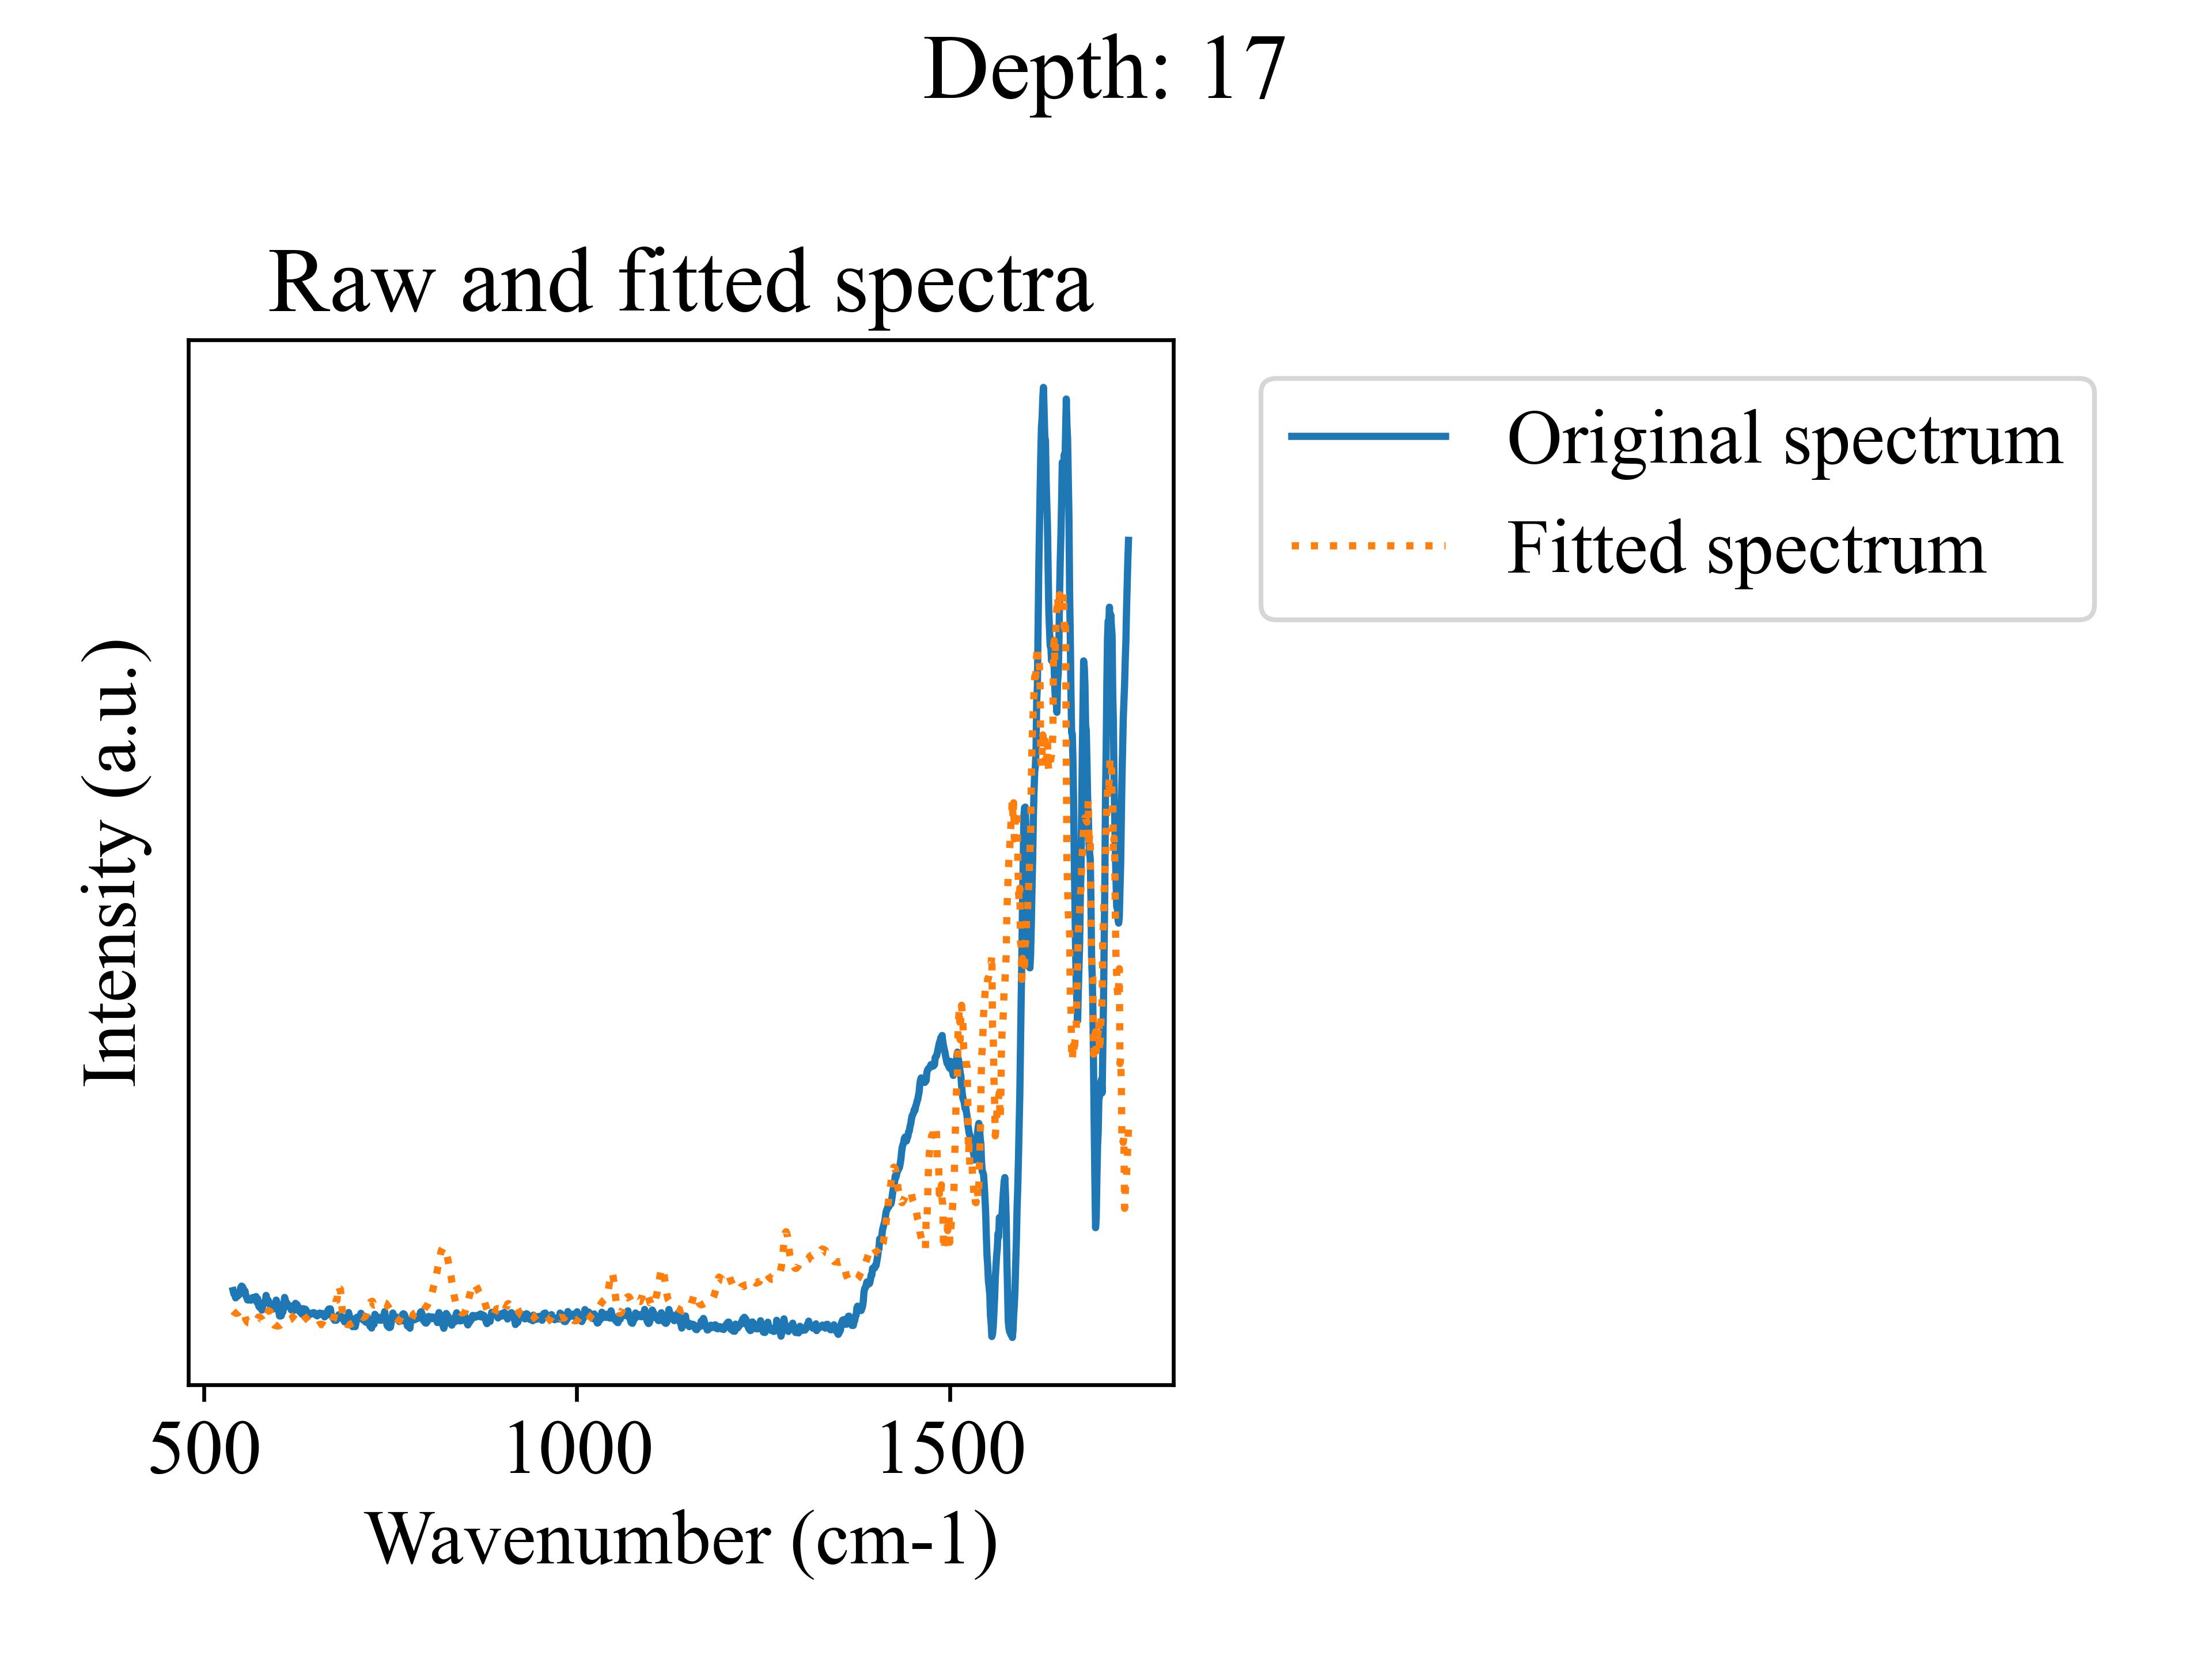 Depth: 17
Raw and fitted spectra
Original spectrum
Fitted spectrum
Intensity (a.u.)
500 1000 1500
Wavenumber (cm-1)